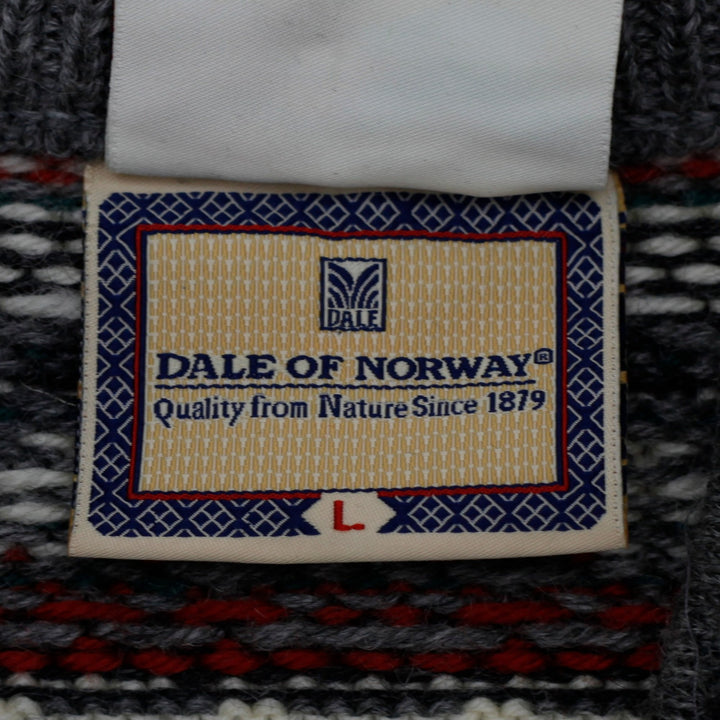 DALE
DALE OF NORWAY®
Quality from Nature Since 1879
L